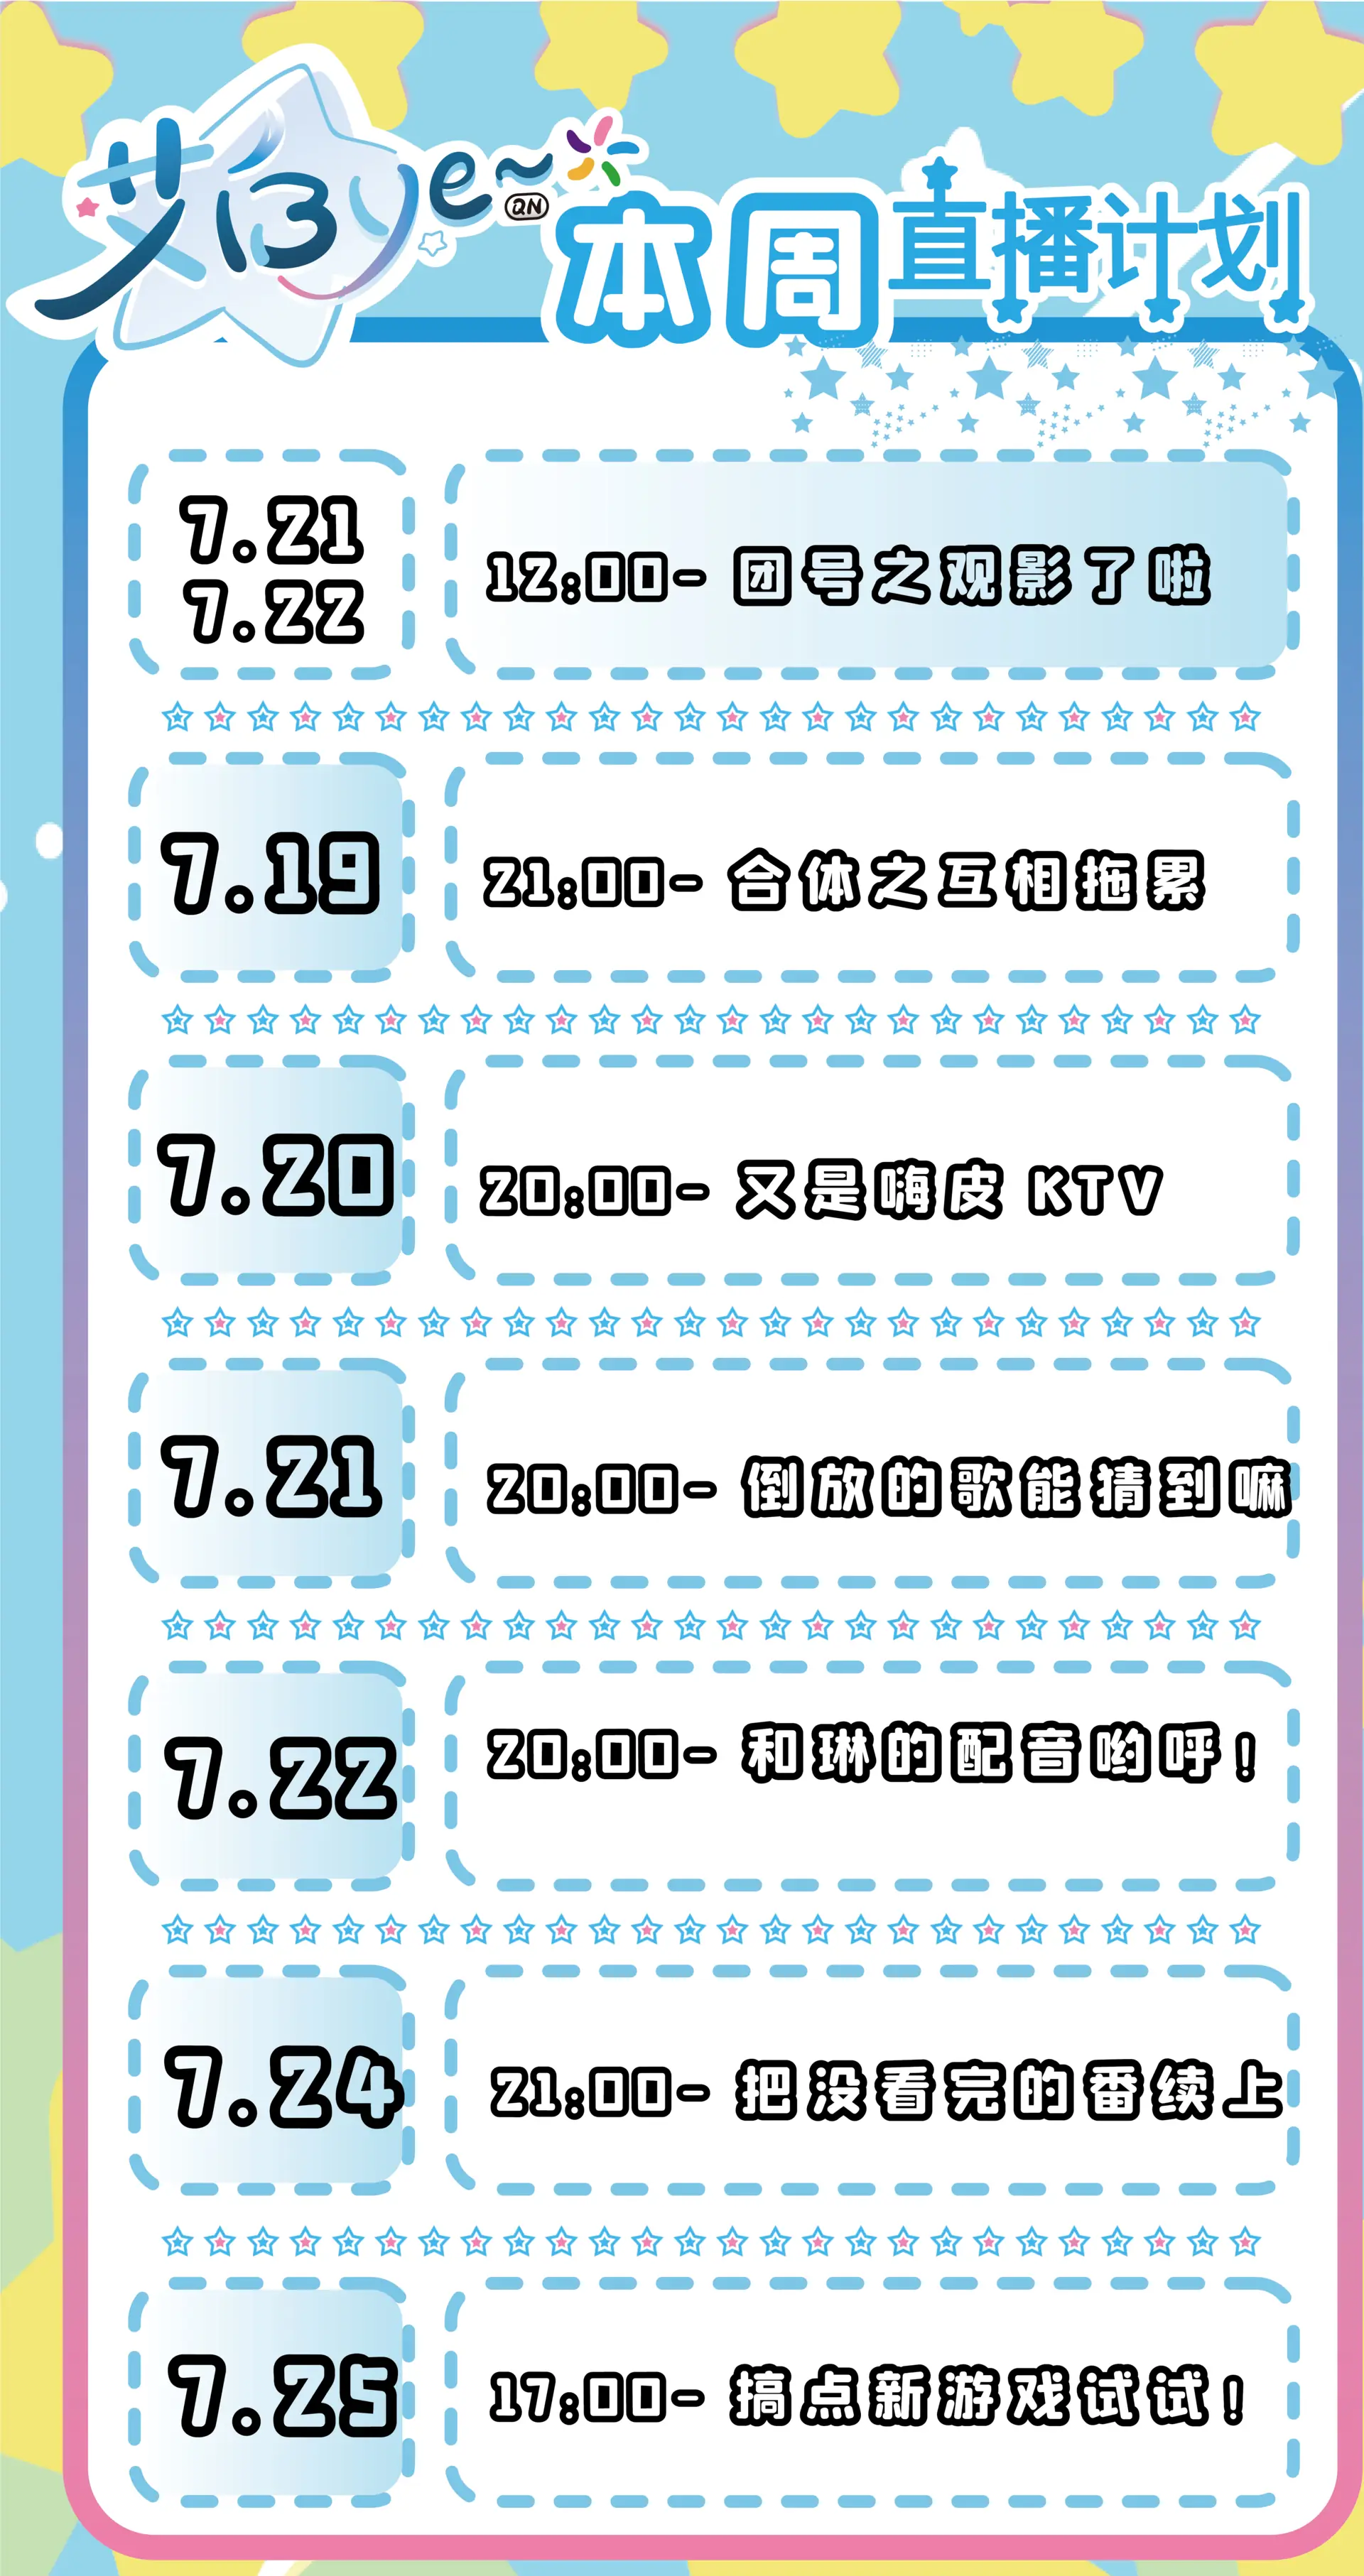 艾因ye~
QN
本周直播计划
7.21
7.22
12:00- 团号之观影了啦
7.19
21:00- 合体之互相拖累
7.20
20:00- 又是嗨皮 KTV
7.21
20:00- 倒放的歌能猜到嘛
7.22
20:00- 和琳的配音哟呼!
7.24
21:00- 把没看完的番续上
7.25
17:00- 搞点新游戏试试!